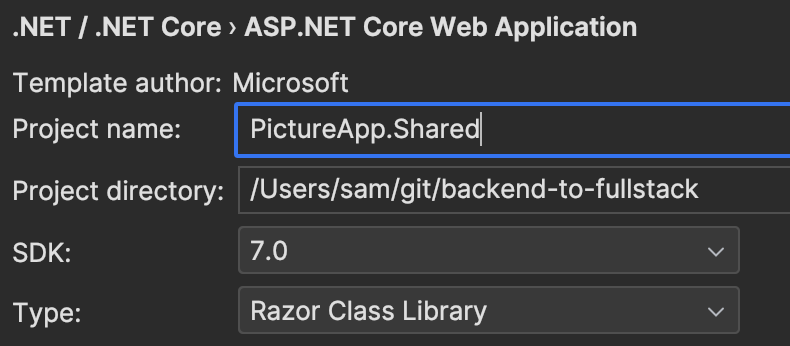 .NET / .NET Core › ASP.NET Core Web Application
Template author: Microsoft
Project name: PictureApp.Shared
Project directory: /Users/sam/git/backend-to-fullstack
SDK: 7.0
Type: Razor Class Library